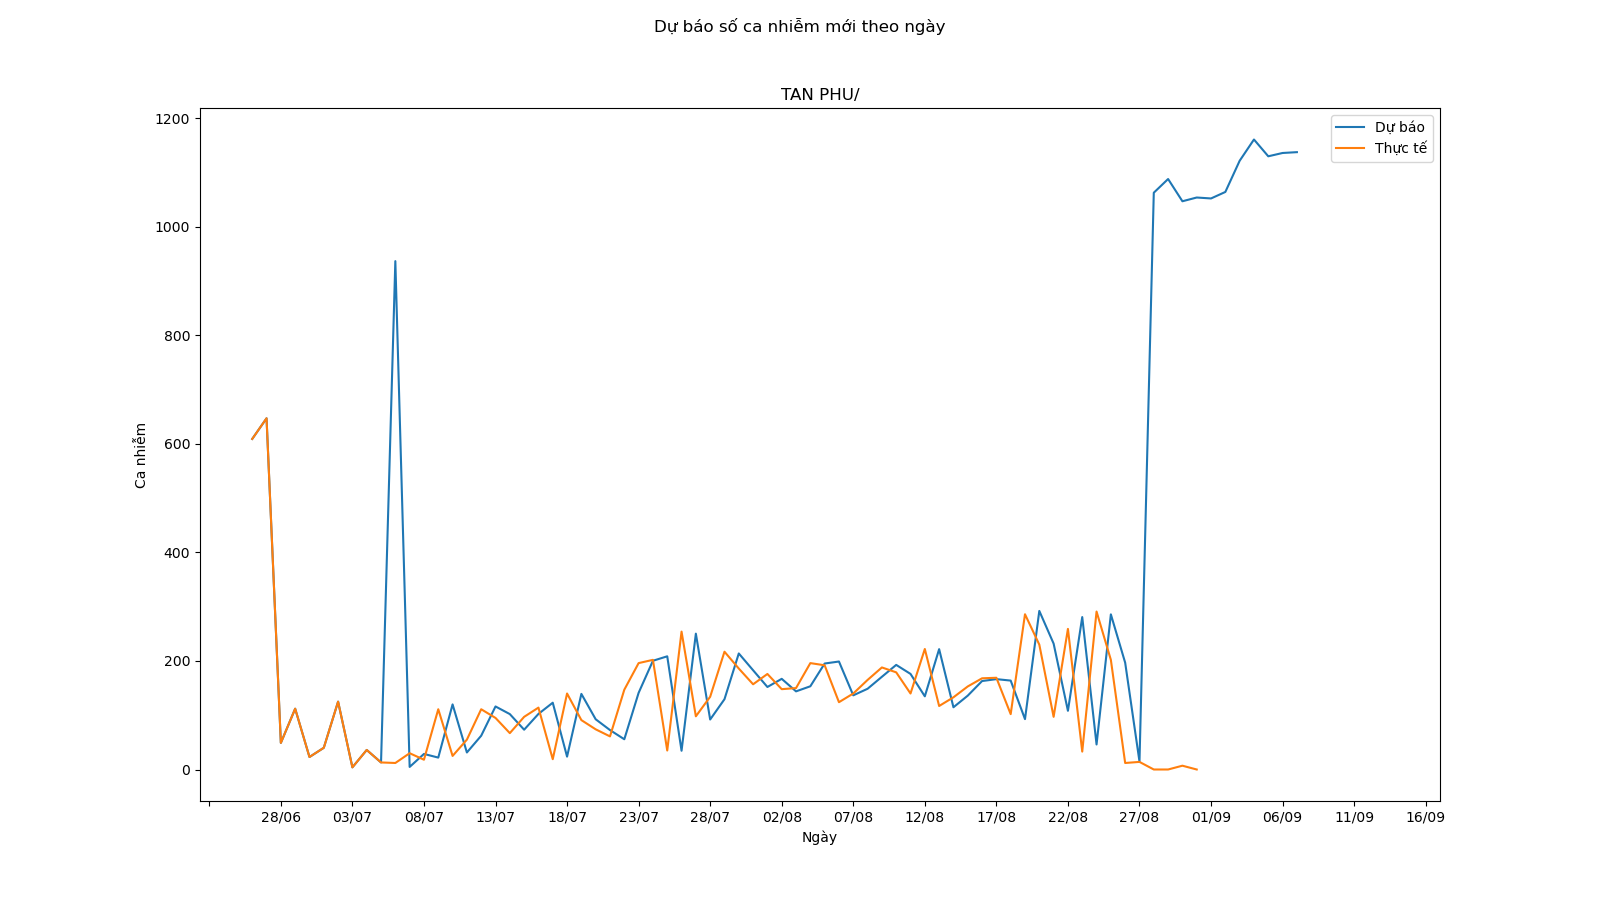 Dự báo số ca nhiễm mới theo ngày
TAN PHU/
Dự báo
Thực tế
1200
1000
800
600
400
200
0
Ca nhiễm
28/06 03/07 08/07 13/07 18/07 23/07 28/07 02/08 07/08 12/08 17/08 22/08 27/08 01/09 06/09 11/09 16/09
Ngày